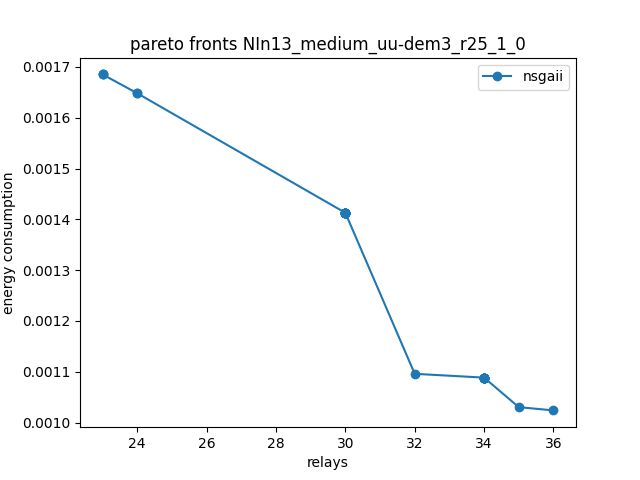 pareto fronts NIn13_medium_uu-dem3_r25_1_0
nsgaii
0.0017
0.0016
0.0015
0.0014
0.0013
0.0012
0.0011
0.0010
energy consumption
24 26 28 30 32 34 36
relays